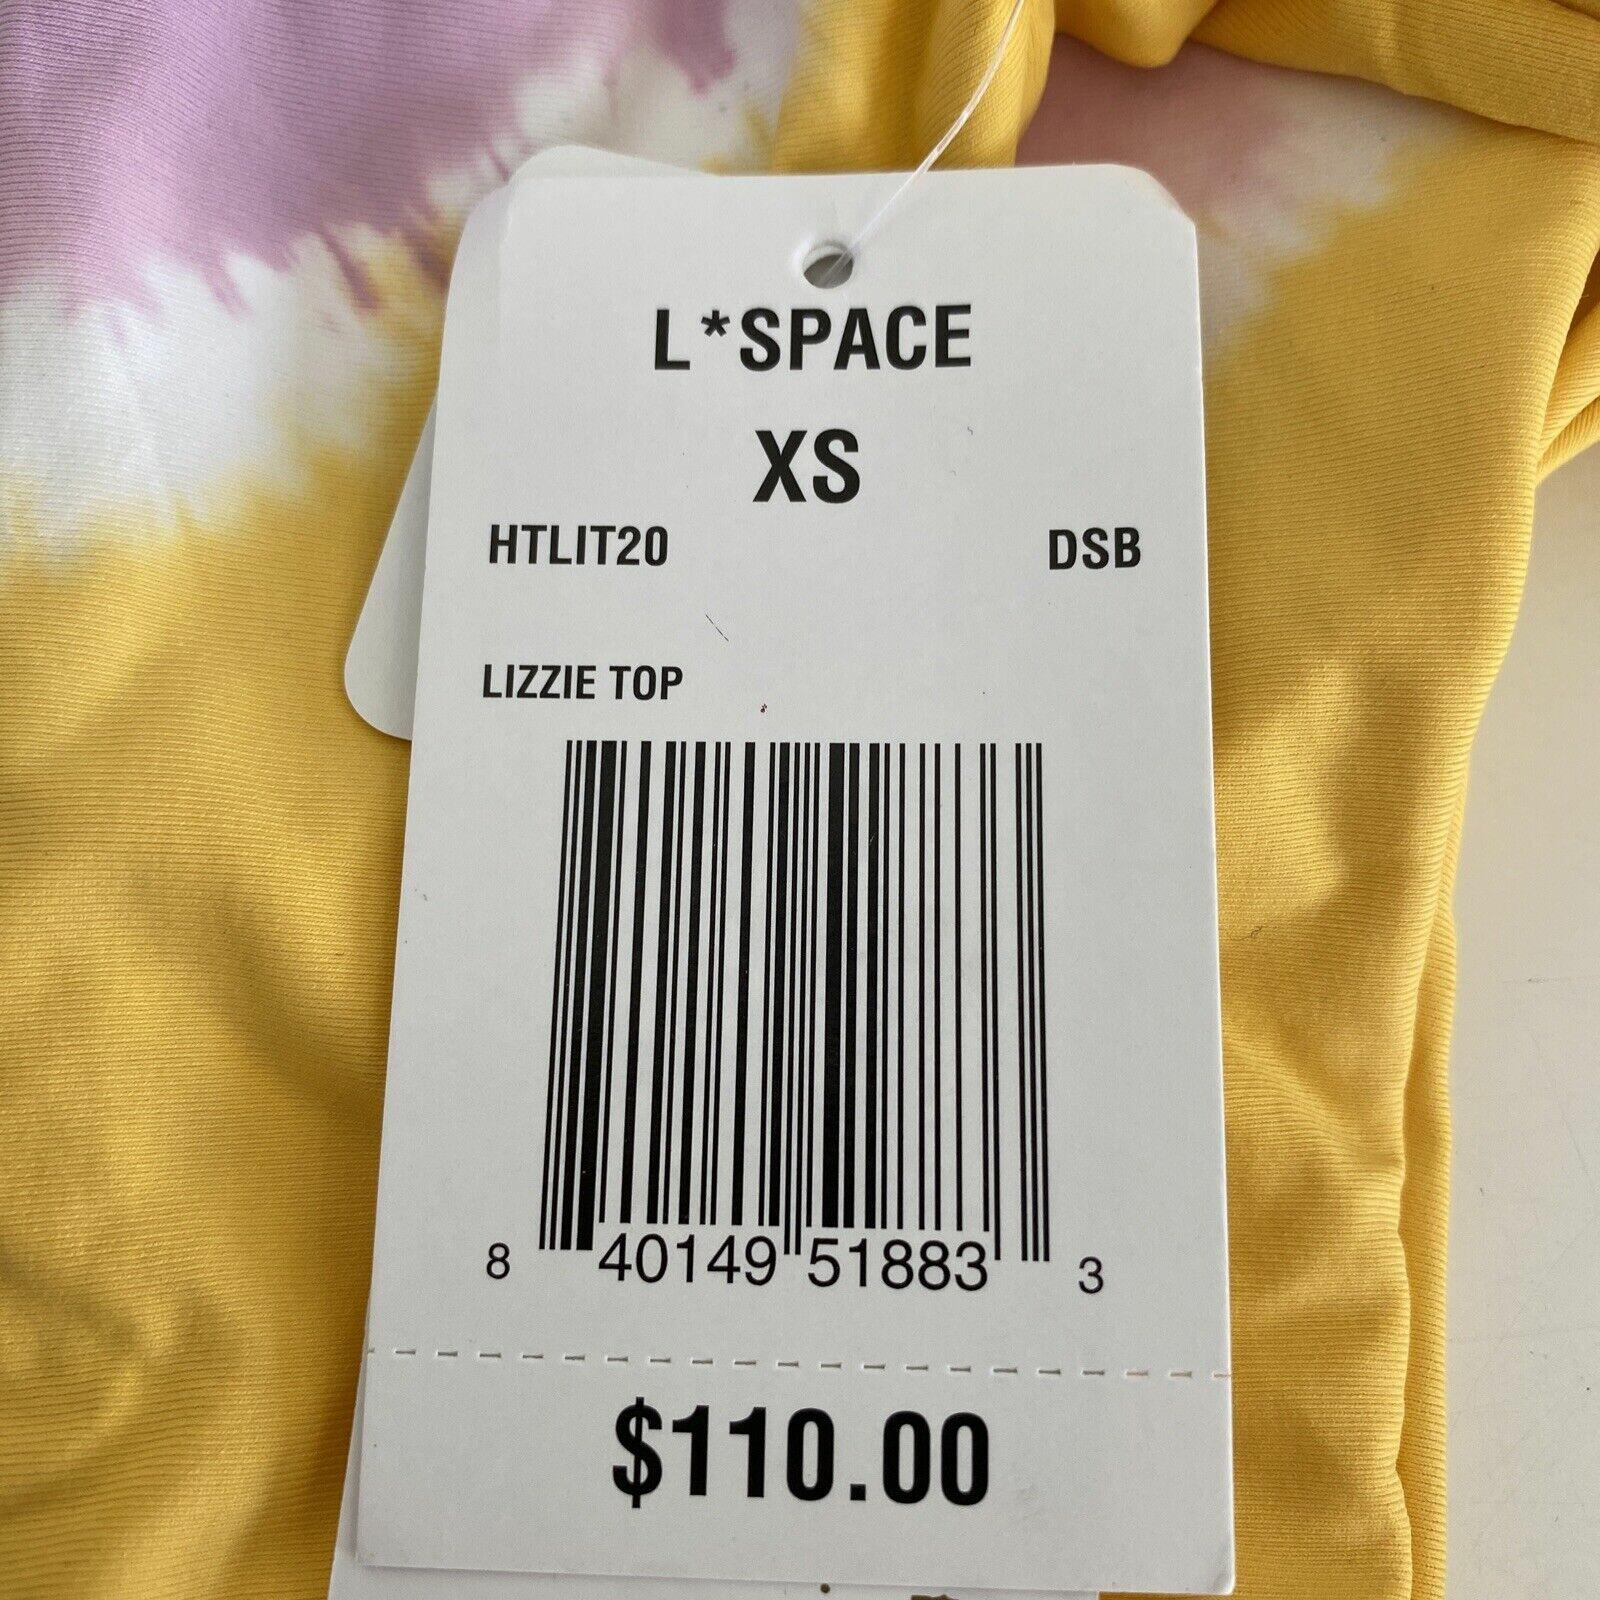 L*SPACE
XS
HTLIT20 DSB
LIZZIE TOP
8 40149 51883 3
$110.00